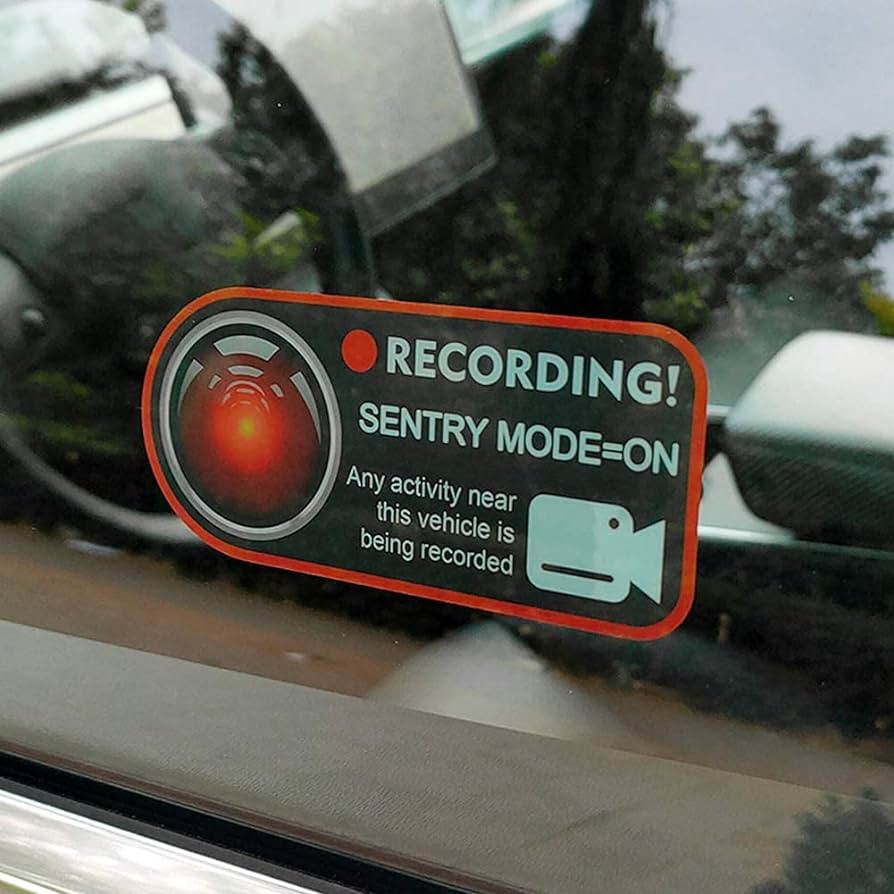 RECORDING!
SENTRY MODE=ON
Any activity near
this vehicle is
being recorded